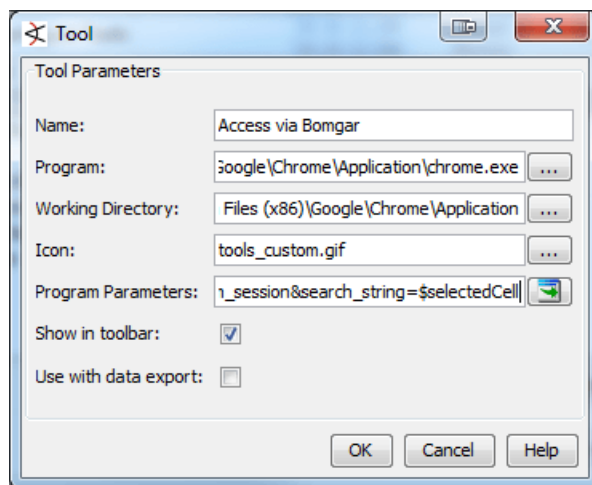 Tool
Tool Parameters
Name: Access via Bomgar
Program: Google\Chrome\Application\chrome.exe ...
Working Directory: Files (x86)\Google\Chrome\Application ...
Icon: tools_custom.gif ...
Program Parameters: n_session&search_string=$selectedCell
Show in toolbar:
Use with data export:
OK Cancel Help